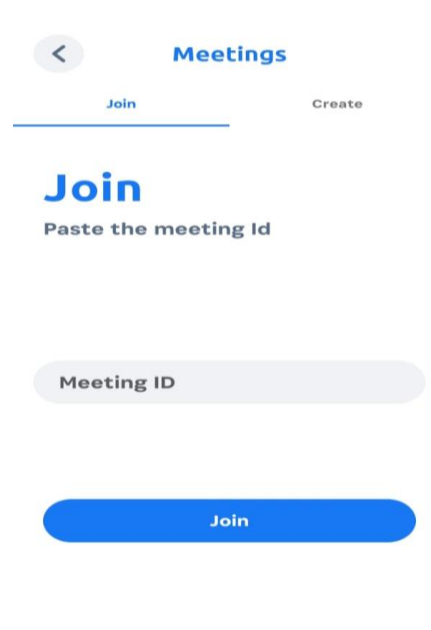 Meetings
Join Create
Join
Paste the meeting Id
Meeting ID
Join